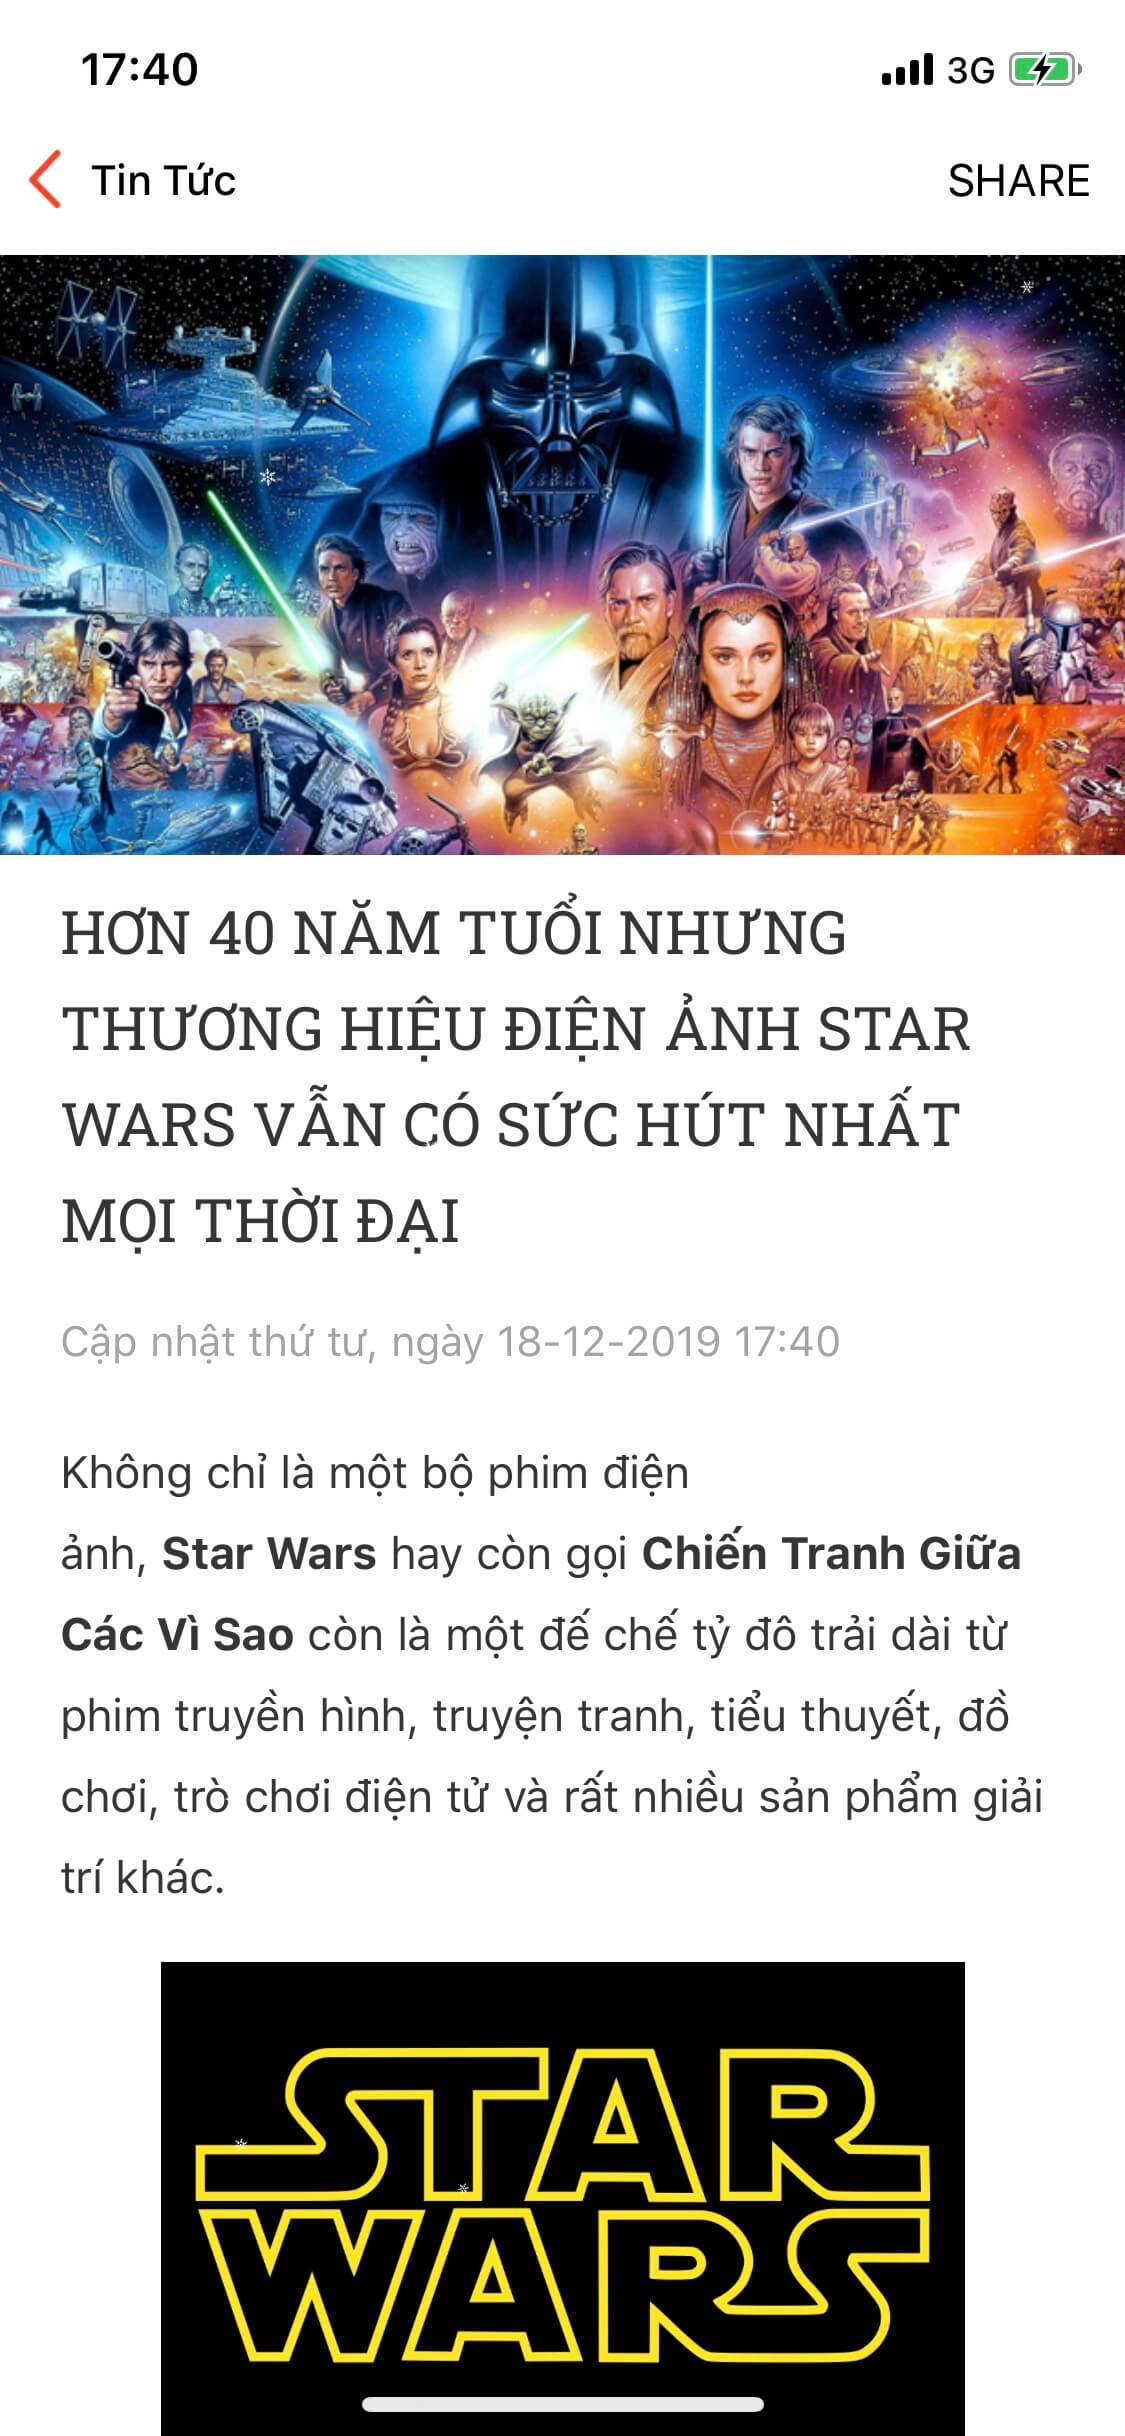 17:40
3G
Tin Tức
SHARE
HƠN 40 NĂM TUỔI NHƯNG
THƯƠNG HIỆU ĐIỆN ẢNH STAR
WARS VẪN CÓ SỨC HÚT NHẤT
MỌI THỜI ĐẠI
Cập nhật thứ tư, ngày 18-12-2019 17:40
Không chỉ là một bộ phim điện
ảnh, Star Wars hay còn gọi Chiến Tranh Giữa
Các Vì Sao còn là một đế chế tỷ đô trải dài từ
phim truyền hình, truyện tranh, tiểu thuyết, đồ
chơi, trò chơi điện tử và rất nhiều sản phẩm giải
trí khác.
STAR
WARS